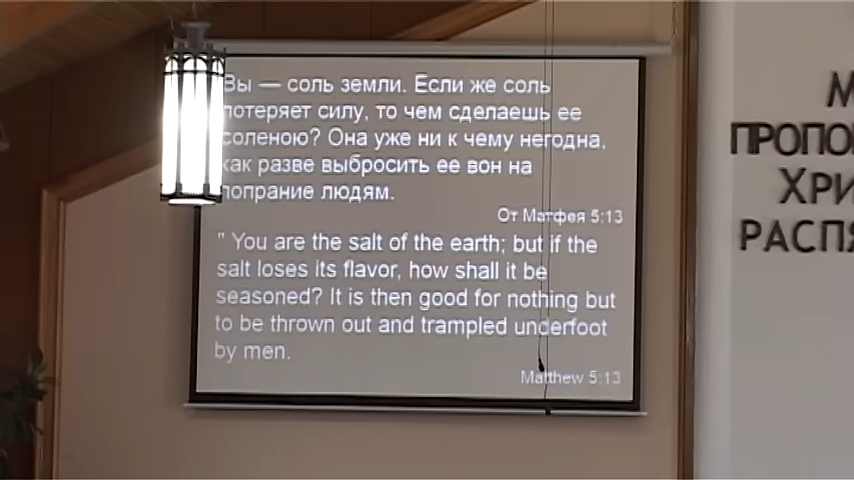 Вы — соль земли. Если же соль
потеряет силу, то чем сделаешь ее
соленою? Она уже ни к чему негодна,
как разве выбросить ее вон на
попрание людям.
От Матфея 5:13
" You are the salt of the earth; but if the
salt loses its flavor, how shall it be
seasoned? It is then good for nothing but
to be thrown out and trampled underfoot
by men.
Matthew 5:13
М
ПРОПО
ХРИ
РАСПЯ